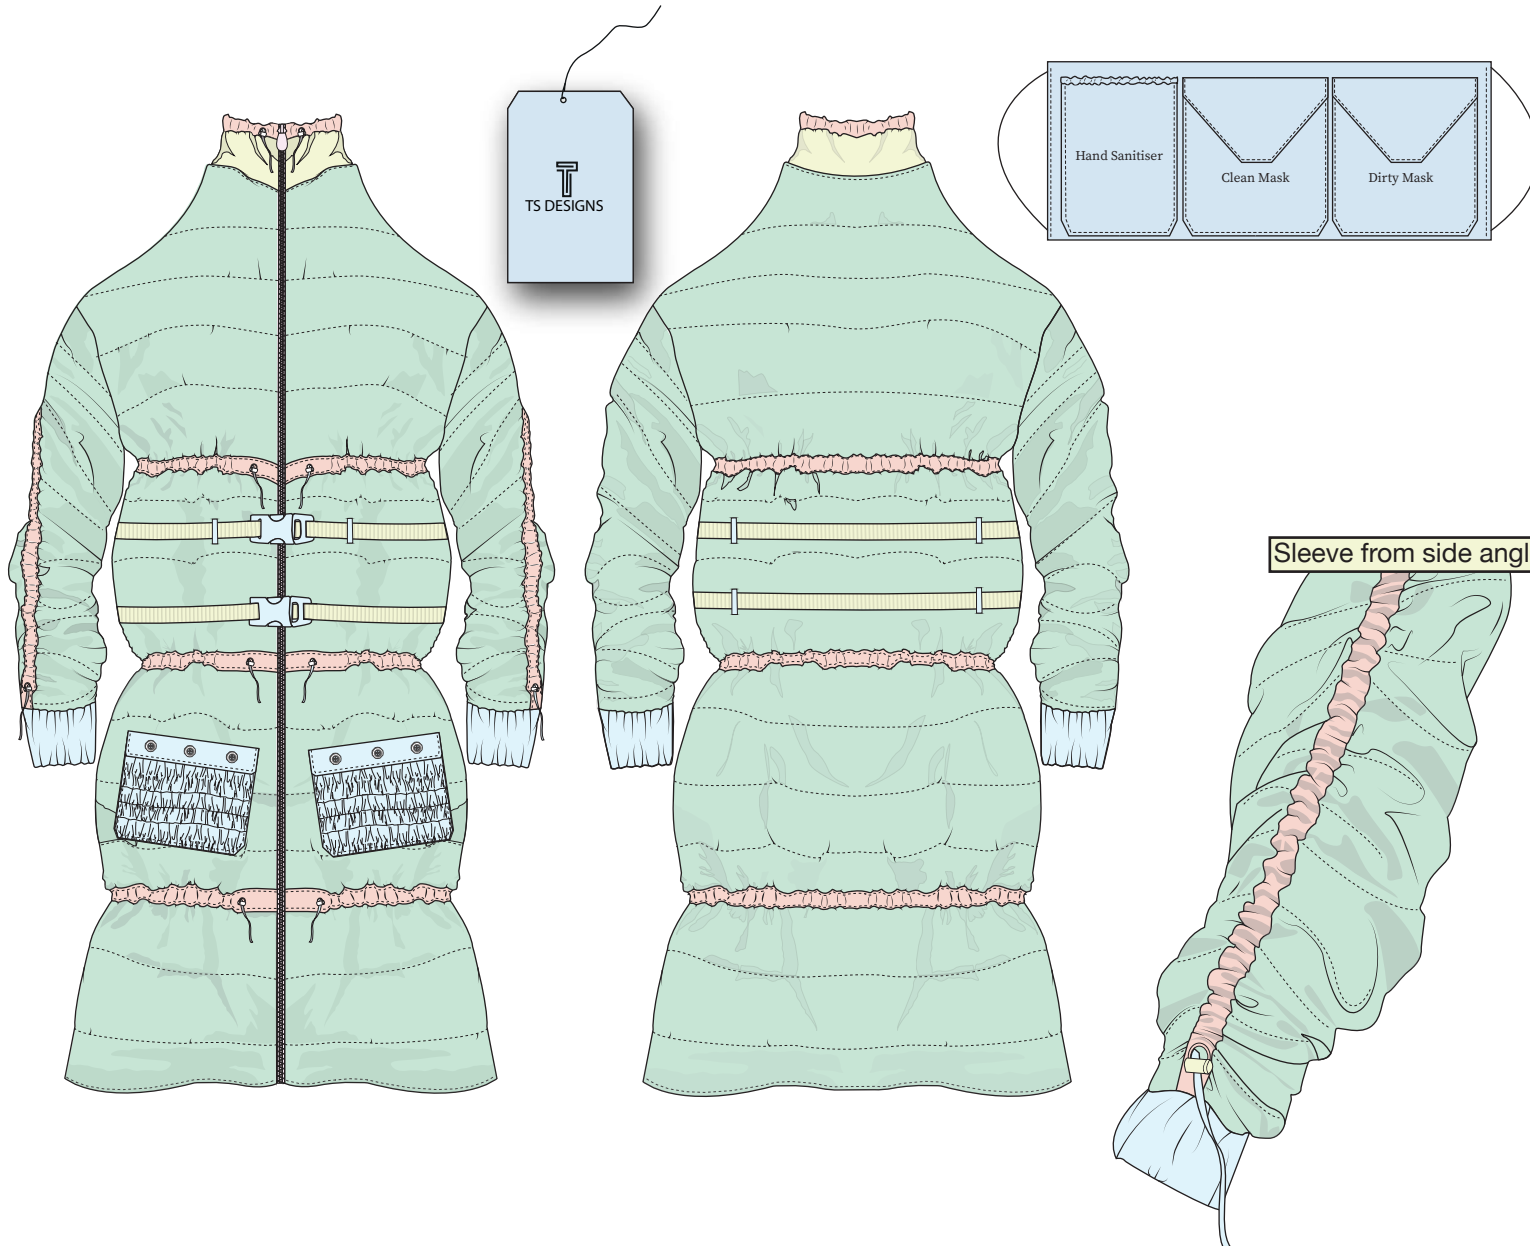 T
TS DESIGNS
Hand Sanitiser
Clean Mask
Dirty Mask
Sleeve from side angl